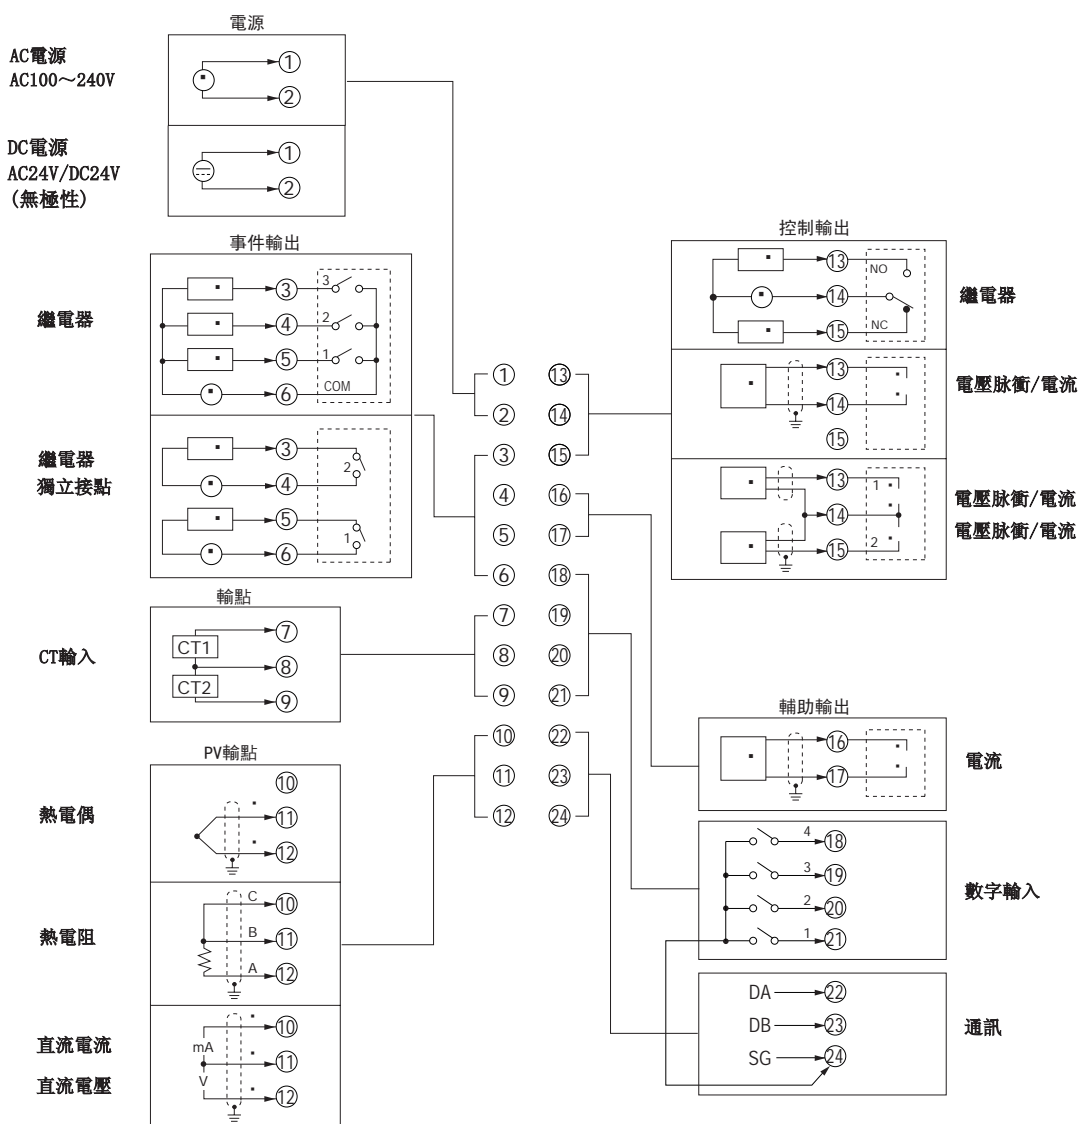 電源
AC電源
AC100～240V
①
②
DC電源
AC24V/DC24V
(無極性)
①
②
事件輸出
繼電器
③ 3
④ 2
⑤ 1
⑥ COM
繼電器
獨立接點
③
④ 2
⑤
⑥ 1
輸點
CT輸入
CT1
CT2
⑦
⑧
⑨
PV輸點
熱電偶
⑩
⑪
⑫
熱電阻
C ⑩
B ⑪
A ⑫
直流電流
直流電壓
mA
V
⑩
⑪
⑫
① ⑬
② ⑭
③ ⑮
④ ⑯
⑤ ⑰
⑥ ⑱
⑦ ⑲
⑧ ⑳
⑨ ㉑
⑩ ㉒
⑪ ㉓
⑫ ㉔
控制輸出
⑬ NO
⑭
⑮ NC
繼電器
⑬
⑭
⑮
電壓脉衝/電流
⑬ 1
⑭
⑮ 2
電壓脉衝/電流
電壓脉衝/電流
輔助輸出
⑯
⑰
電流
4 ⑱
3 ⑲
2 ⑳
1 ㉑
數字輸入
DA ㉒
DB ㉓
SG ㉔
通訊